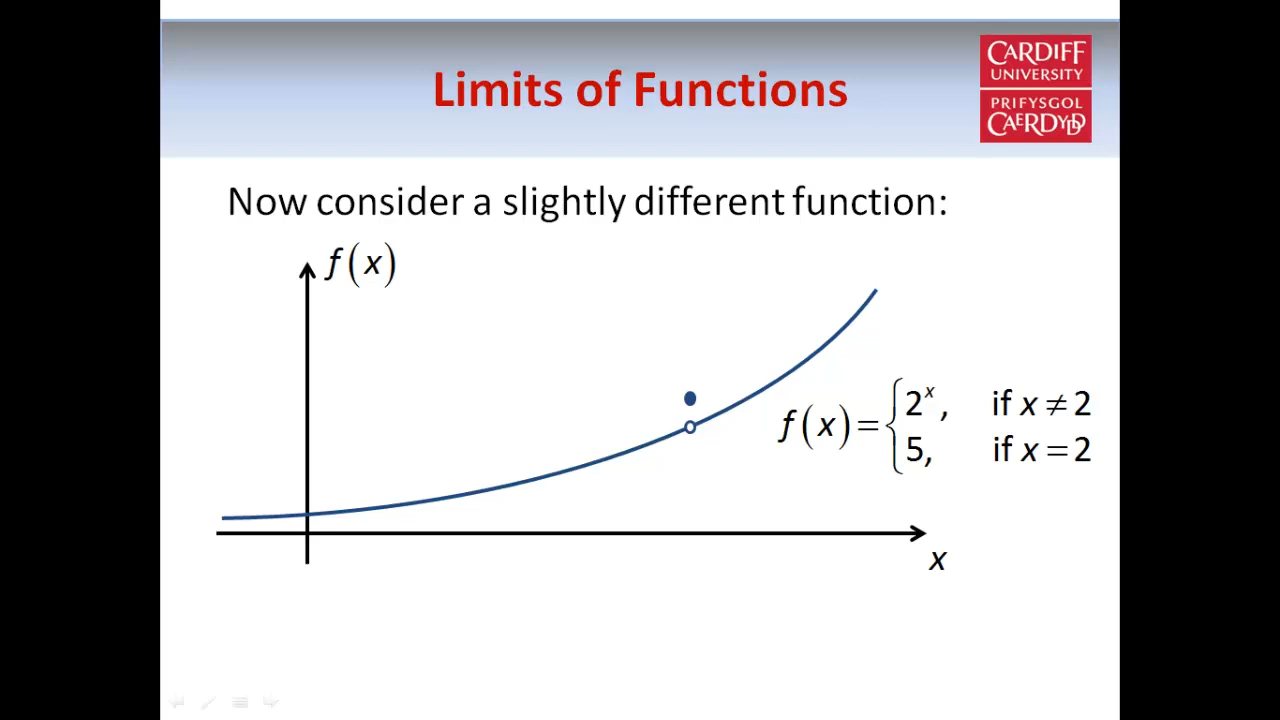 Limits of Functions
CARDIFF
UNIVERSITY
PRIFYSGOL
CAERDYDD
Now consider a slightly different function:
f(x)
f(x) = { 2^x, if x ≠ 2
5, if x = 2
x